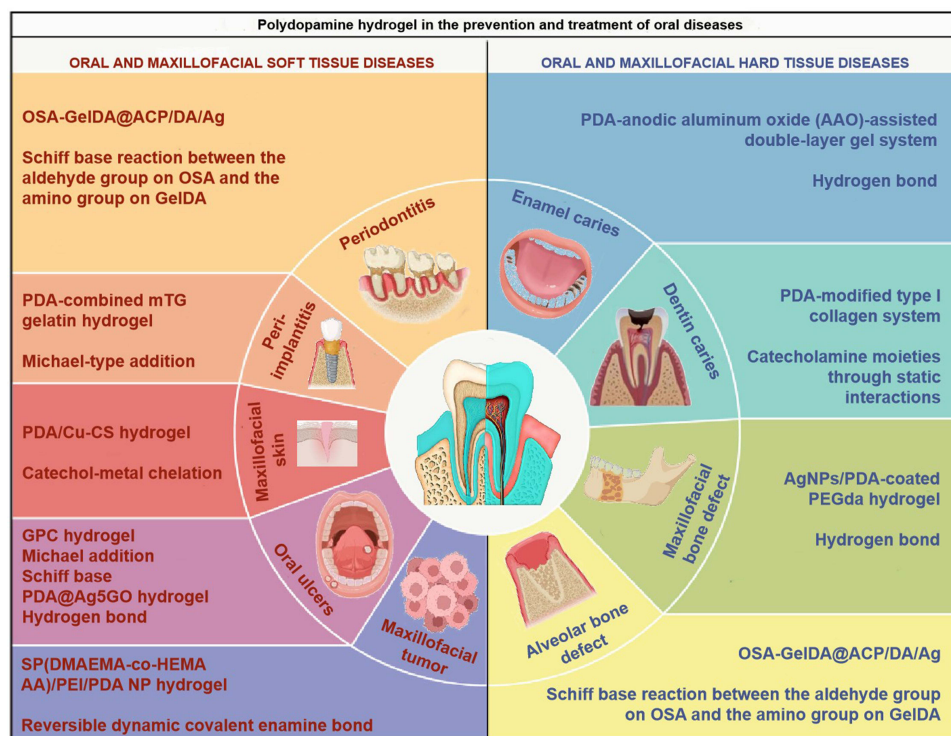 Polydopamine hydrogel in the prevention and treatment of oral diseases
ORAL AND MAXILLOFACIAL SOFT TISSUE DISEASES
OSA-GelDA@ACP/DA/Ag
Schiff base reaction between the
aldehyde group on OSA and the
amino group on GelDA
Periodontitis
PDA-combined mTG
gelatin hydrogel
Michael-type addition
Peri-
implantitis
PDA/Cu-CS hydrogel
Catechol-metal chelation
Maxillofacial
skin
GPC hydrogel
Michael addition
Schiff base
PDA@Ag5GO hydrogel
Hydrogen bond
Oral ulcers
SP(DMAEMA-co-HEMA
AA)/PEI/PDA NP hydrogel
Reversible dynamic covalent enamine bond
Maxillofacial
tumor
ORAL AND MAXILLOFACIAL HARD TISSUE DISEASES
PDA-anodic aluminum oxide (AAO)-assisted
double-layer gel system
Hydrogen bond
Enamel caries
PDA-modified type I
collagen system
Catecholamine moieties
through static
interactions
Dentin caries
AgNPs/PDA-coated
PEGda hydrogel
Hydrogen bond
Maxillofacial
bone defect
OSA-GelDA@ACP/DA/Ag
Schiff base reaction between the aldehyde group
on OSA and the amino group on GelDA
Alveolar bone
defect